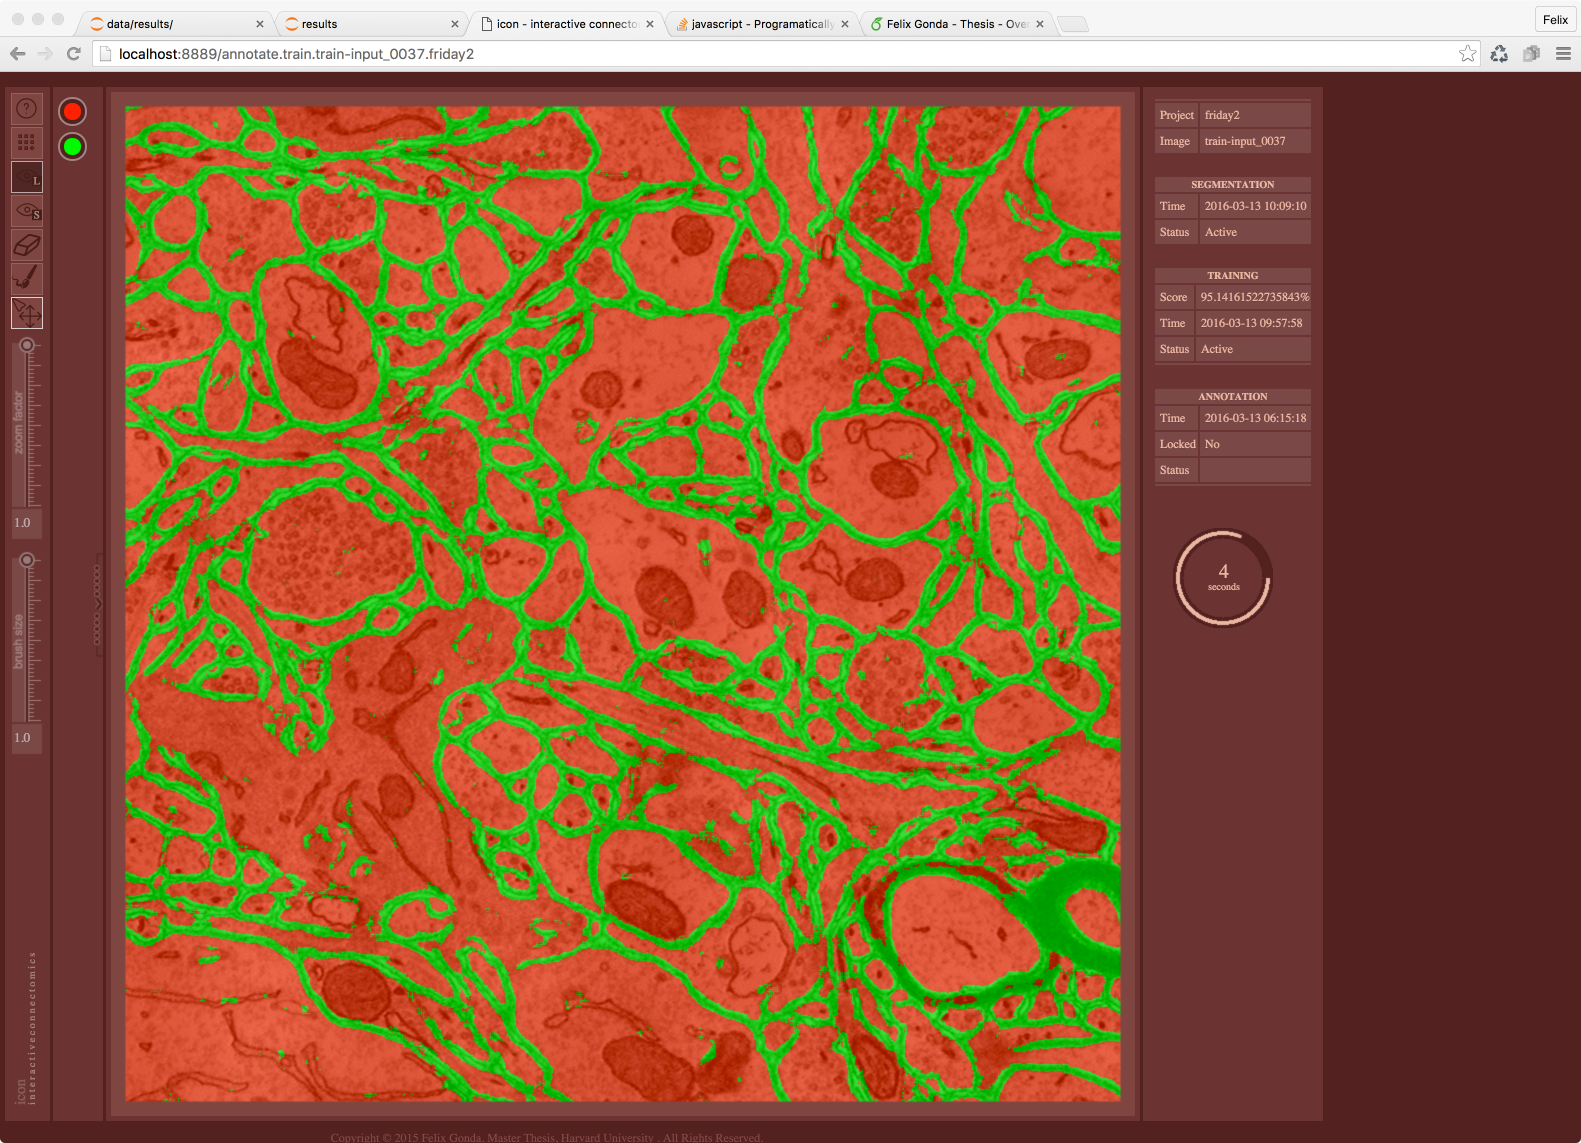 data/results/
results
icon - interactive connecto
javascript - Programatically
Felix Gonda - Thesis - Over
Felix
localhost:8889/annotate.train.train-input_0037.friday2
?
L
S
zoom factor
1.0
brush size
1.0
icon
interactiveconnectomics
Project friday2
Image train-input_0037
SEGMENTATION
Time 2016-03-13 10:09:10
Status Active
TRAINING
Score 95.14161522735843%
Time 2016-03-13 09:57:58
Status Active
ANNOTATION
Time 2016-03-13 06:15:18
Locked No
Status
4
seconds
Copyright © 2015 Felix Gonda. Master Thesis, Harvard University . All Rights Reserved.